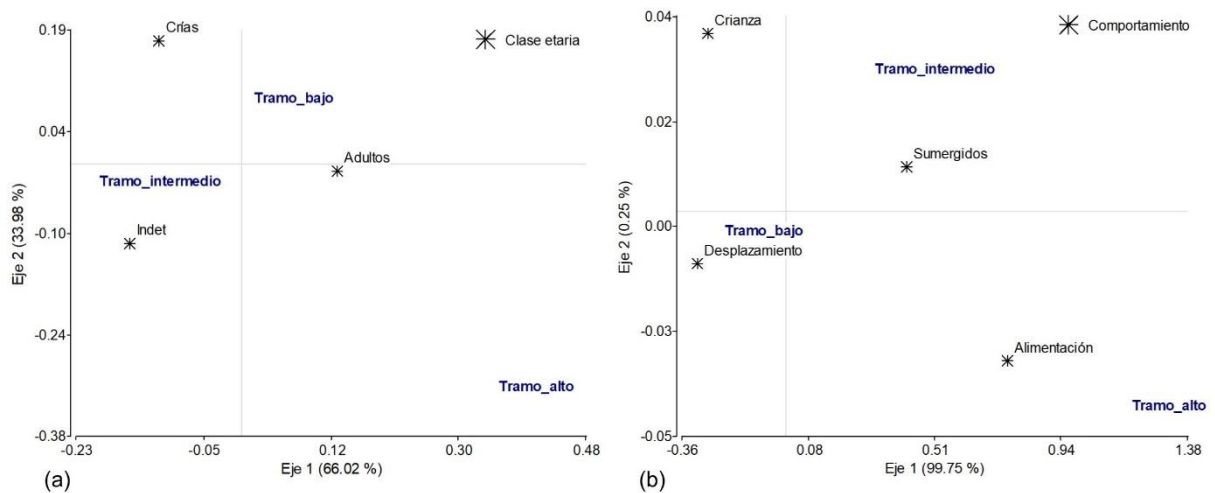 0.19
0.04
-0.10
-0.24
-0.38
Eje 2 (33.98 %)
Crías
Clase etaria
Tramo_bajo
Adultos
Tramo_intermedio
Indet
Tramo_alto
-0.23
-0.05
0.12
0.30
0.48
Eje 1 (66.02 %)
(a)
0.04
0.02
0.00
-0.03
-0.05
Eje 2 (0.25 %)
Crianza
Comportamiento
Tramo_intermedio
Sumergidos
Tramo_bajo
Desplazamiento
Alimentación
Tramo_alto
-0.36
0.08
0.51
0.94
1.38
Eje 1 (99.75 %)
(b)